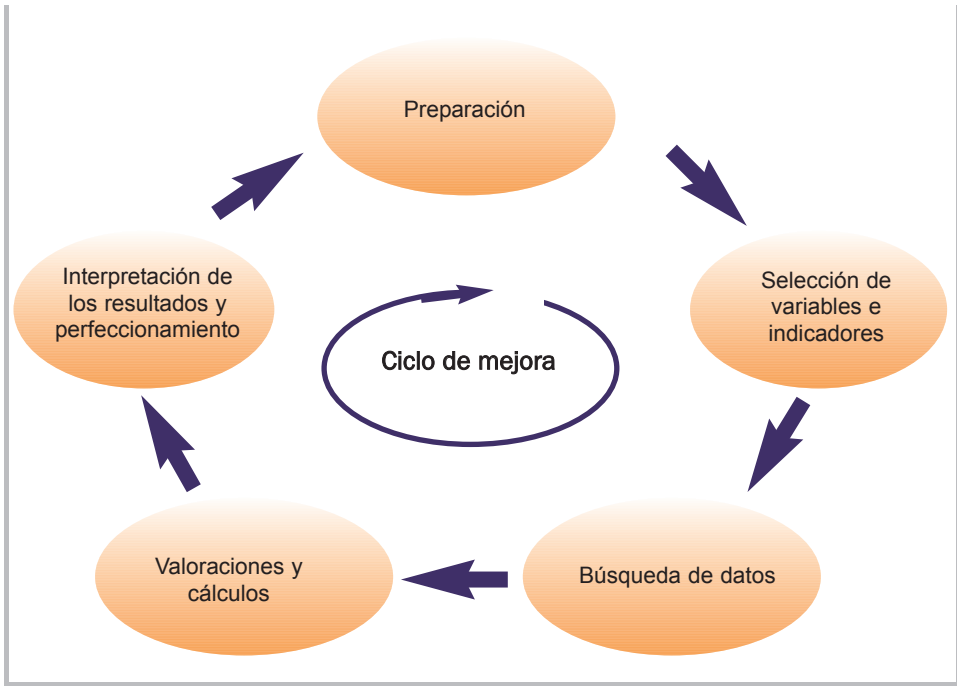 Preparación
Selección de
variables e
indicadores
Búsqueda de datos
Valoraciones y
cálculos
Interpretación de
los resultados y
perfeccionamiento
Ciclo de mejora